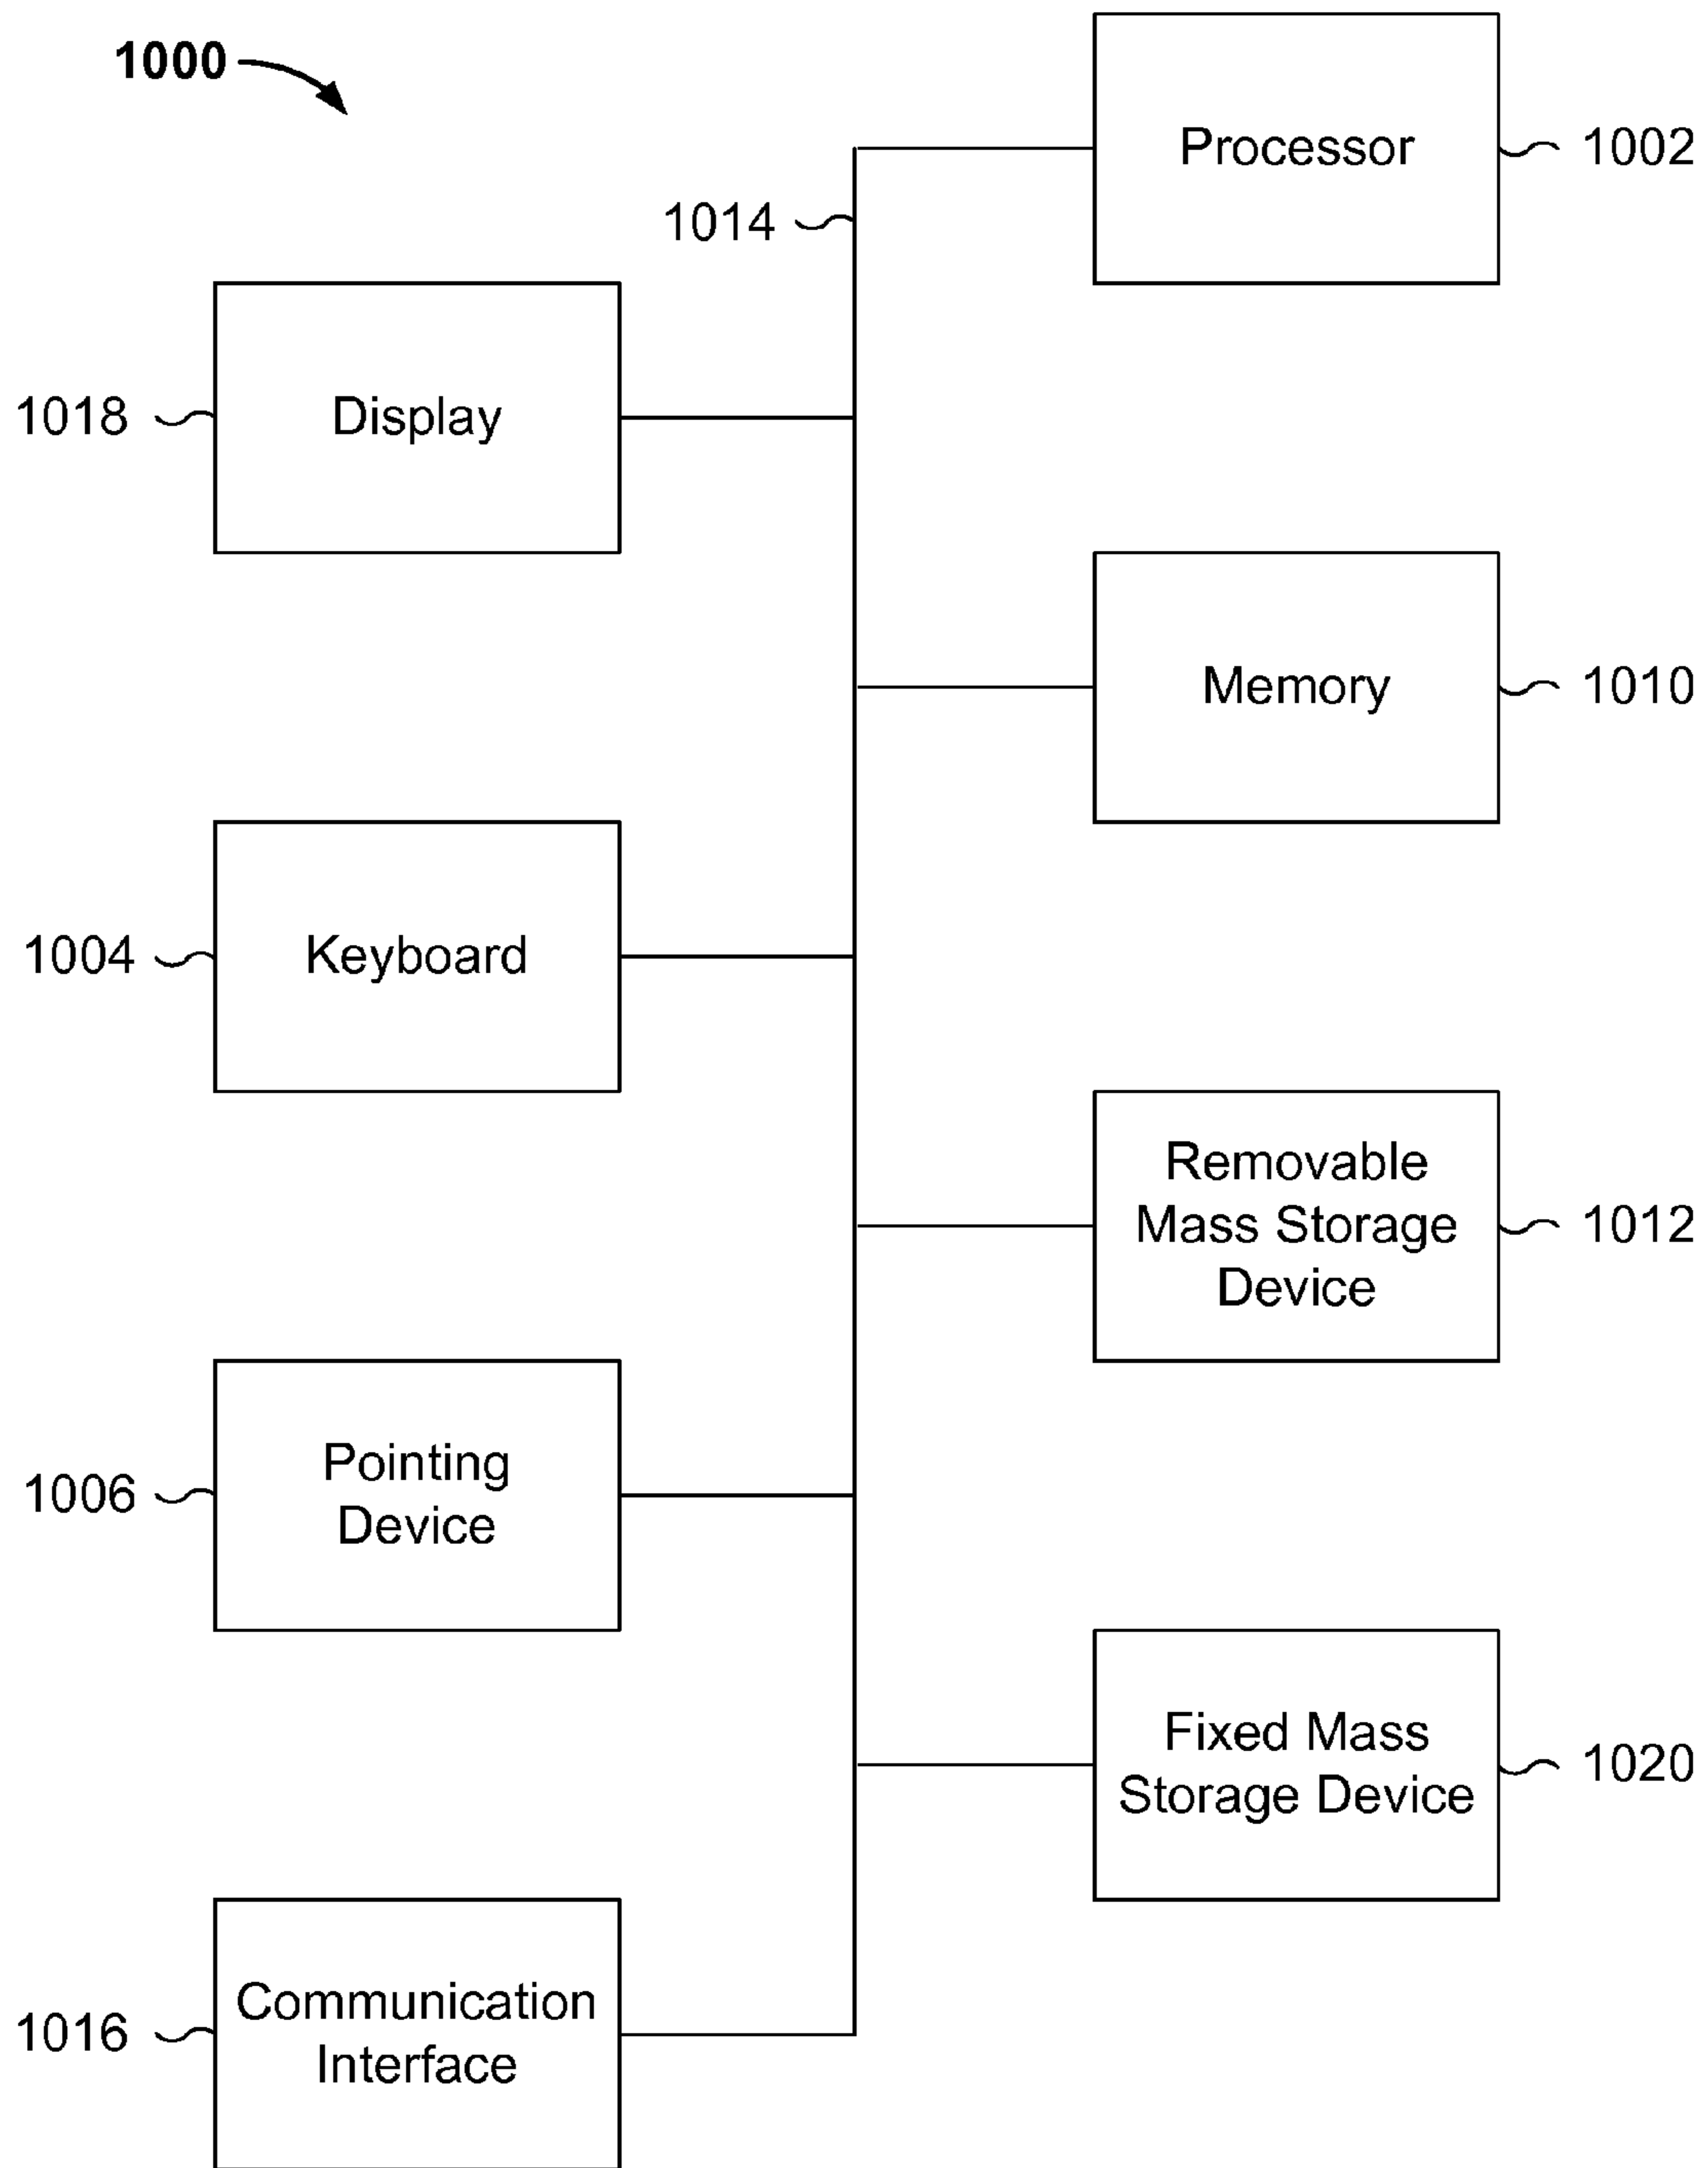 1000
Processor
1002
1014
Display
1018
Memory
1010
Keyboard
1004
Removable
Mass Storage
Device
1012
Pointing
Device
1006
Fixed Mass
Storage Device
1020
Communication
Interface
1016